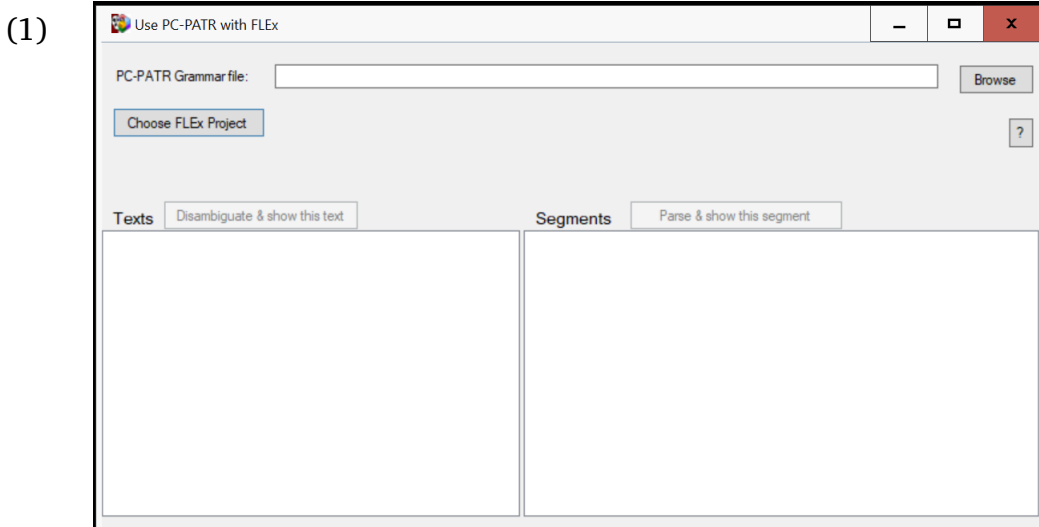 (1)
Use PC-PATR with FLEx
PC-PATR Grammar file:
Browse
Choose FLEx Project
?
Texts Disambiguate & show this text Segments Parse & show this segment